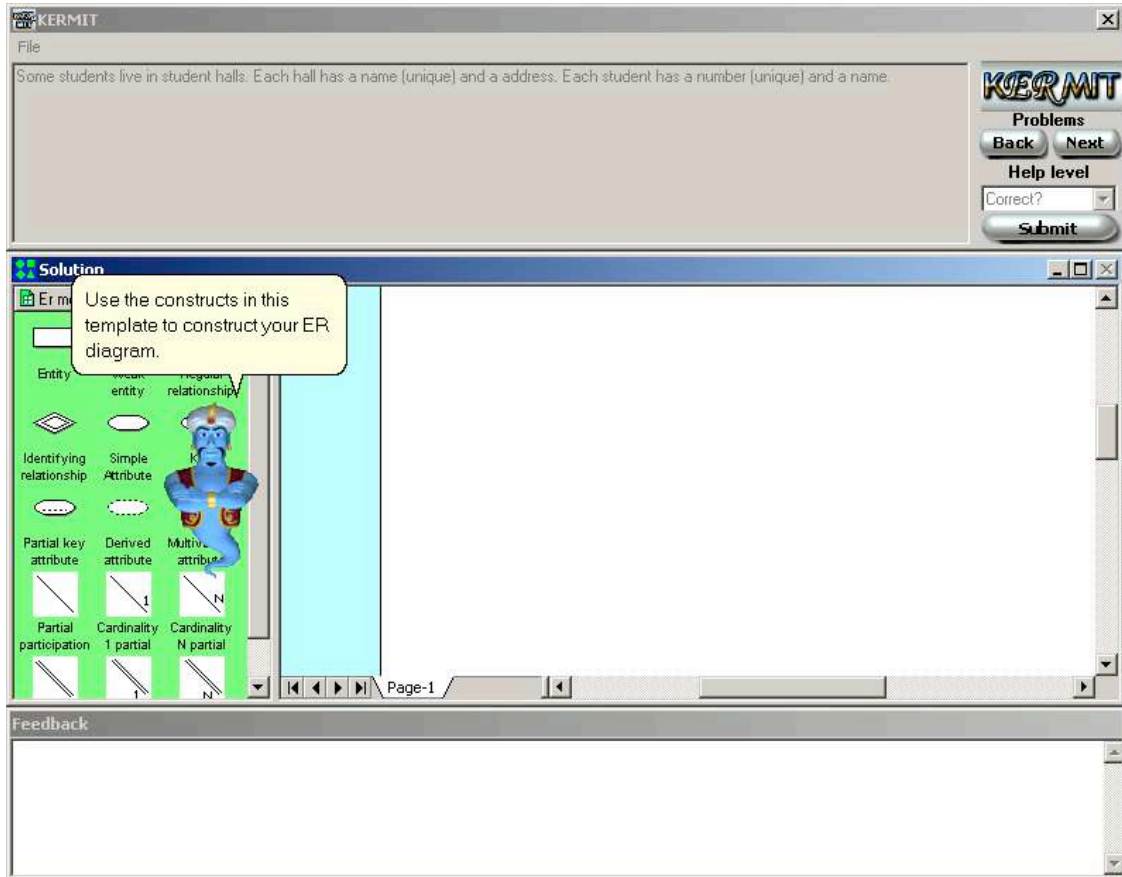 KERMIT
File
Some students live in student halls. Each hall has a name (unique) and a address. Each student has a number (unique) and a name.
KERMIT
Problems
Back Next
Help level
Correct?
Submit
Solution
Er m
Use the constructs in this
template to construct your ER
diagram.
Entity
entity
relationship
Identifying
relationship
Simple
Attribute
Partial key
attribute
Derived
attribute
attribute
1
N
Partial
participation
Cardinality
1 partial
Cardinality
N partial
1
N
Page-1
Feedback